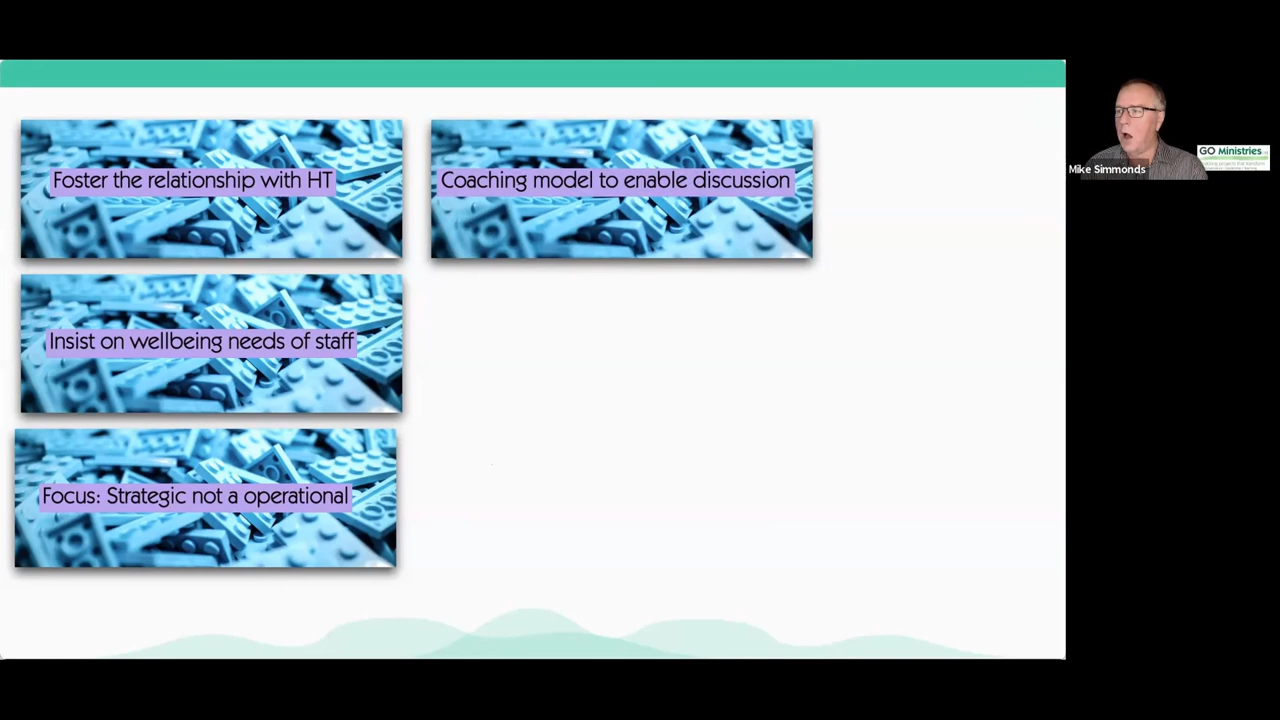 Foster the relationship with HT
Coaching model to enable discussion
Insist on wellbeing needs of staff
Focus: Strategic not a operational
Mike Simmonds
GO Ministries